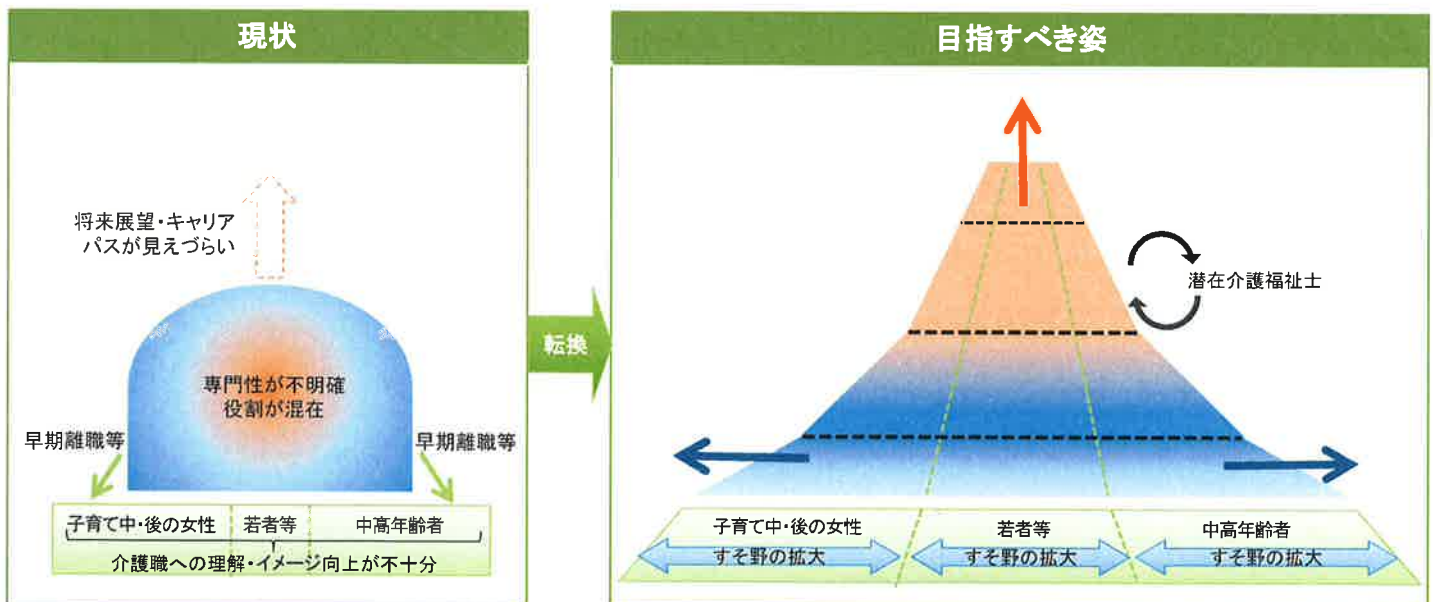 現状
将来展望・キャリア
パスが見えづらい
専門性が不明確
役割が混在
早期離職等
早期離職等
子育て中・後の女性
若者等
中高年齢者
介護職への理解・イメージ向上が不十分
転換
目指すべき姿
潜在介護福祉士
子育て中・後の女性
若者等
中高年齢者
すそ野の拡大
すそ野の拡大
すそ野の拡大